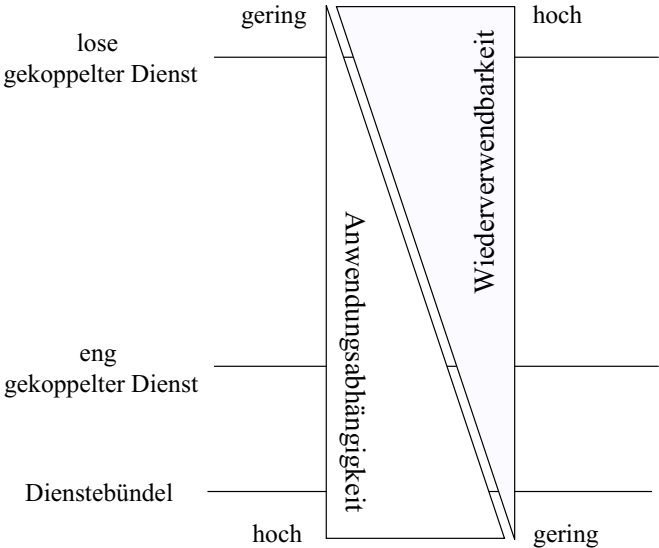 gering
hoch
lose
gekoppelter Dienst
Wiederverwendbarkeit
Anwendungsabhängigkeit
eng
gekoppelter Dienst
Dienstebündel
hoch
gering